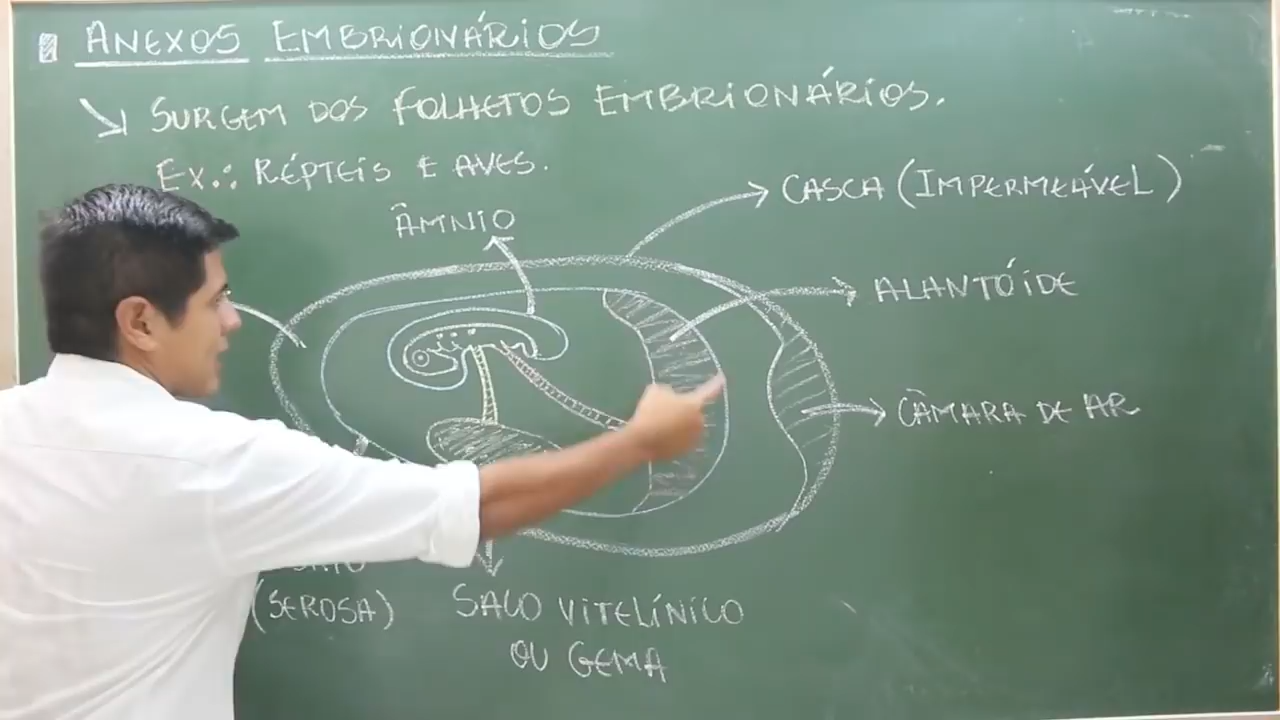 ANEXOS EMBRIONÁRIOS
SURGEM DOS FOLHETOS EMBRIONÁRIOS.
EX.: RÉPTEIS E AVES.
CASCA (IMPERMEÁVEL)
ÂMNIO
ALANTÓIDE
CÂMARA DE AR
(SEROSA)
SACO VITELÍNICO
OU GEMA